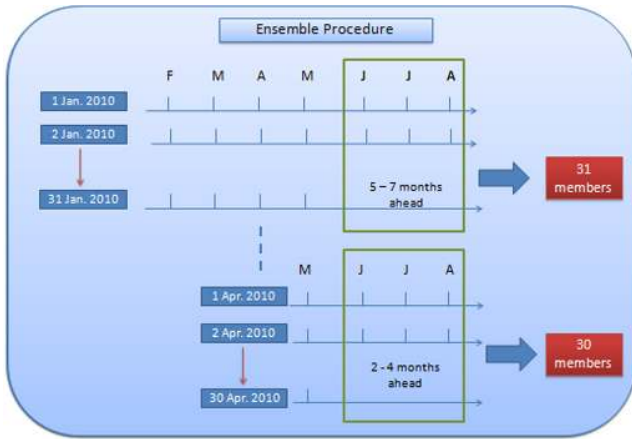 Ensemble Procedure
F M A M J J A
1 Jan. 2010
2 Jan. 2010
31 Jan. 2010
5 – 7 months
ahead
31
members
M J J A
1 Apr. 2010
2 Apr. 2010
30 Apr. 2010
2 - 4 months
ahead
30
members